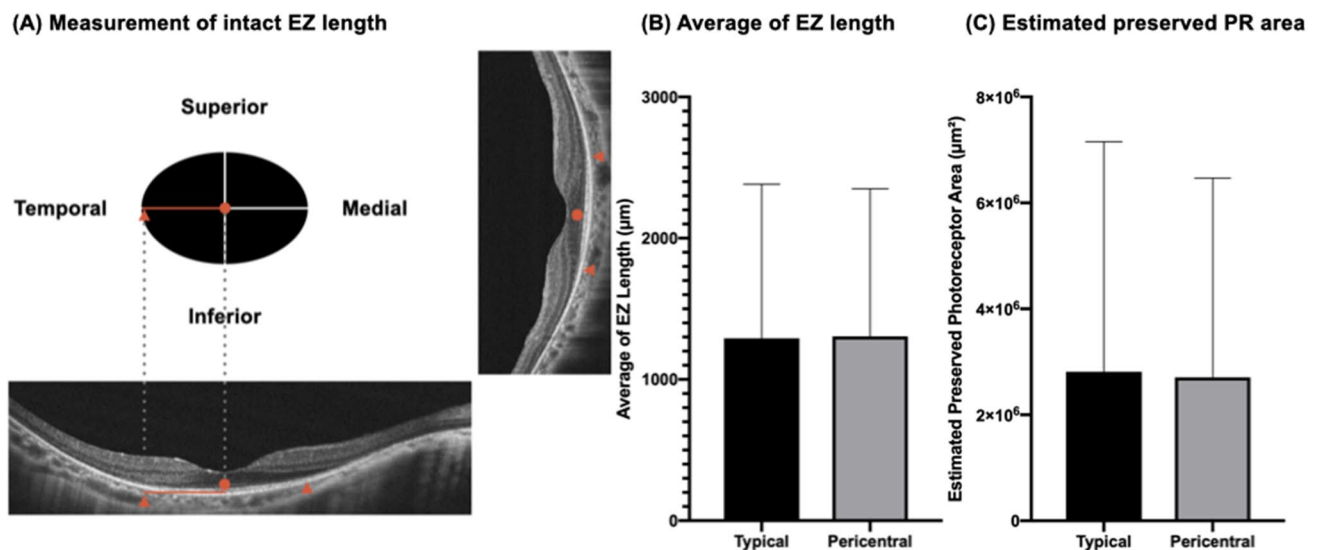 (A) Measurement of intact EZ length
Superior
Temporal
Medial
Inferior
(B) Average of EZ length
Average of EZ Length (μm)
3000
2000
1000
0
Typical
Pericentral
(C) Estimated preserved PR area
Estimated Preserved Photoreceptor Area (μm²)
8×10⁶
6×10⁶
4×10⁶
2×10⁶
0
Typical
Pericentral